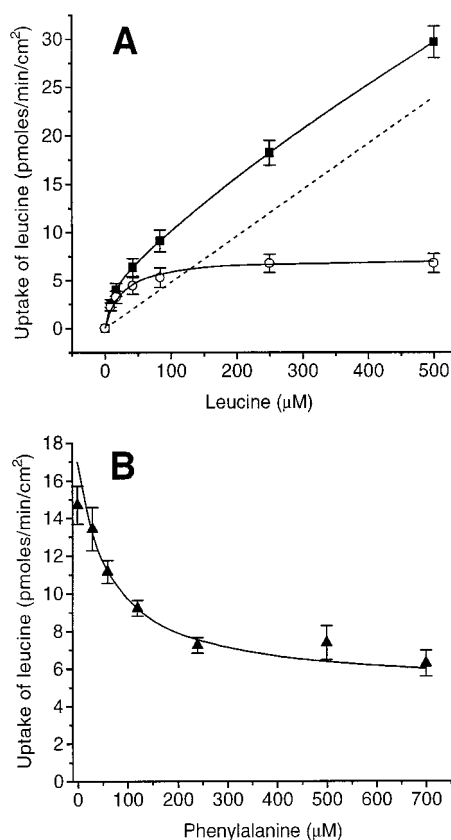 A
30
25
20
15
10
5
0
Uptake of leucine (pmoles/min/cm²)
0 100 200 300 400 500
Leucine (µM)
B
18
16
14
12
10
8
6
4
2
0
Uptake of leucine (pmoles/min/cm²)
0 100 200 300 400 500 600 700
Phenylalanine (µM)